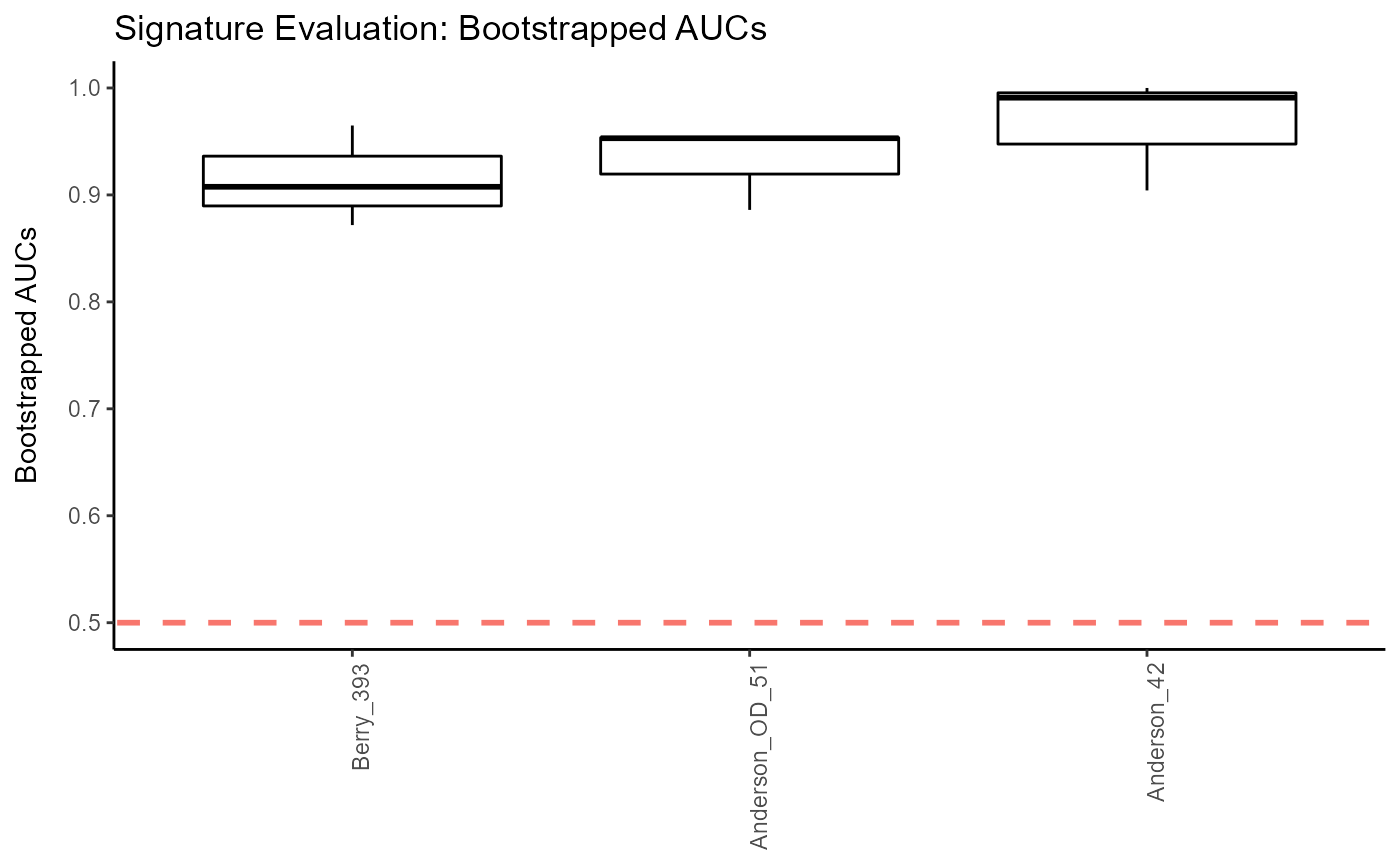 Signature Evaluation: Bootstrapped AUCs
Bootstrapped AUCs
1.0
0.9
0.8
0.7
0.6
0.5
Berry_393
Anderson_OD_51
Anderson_42